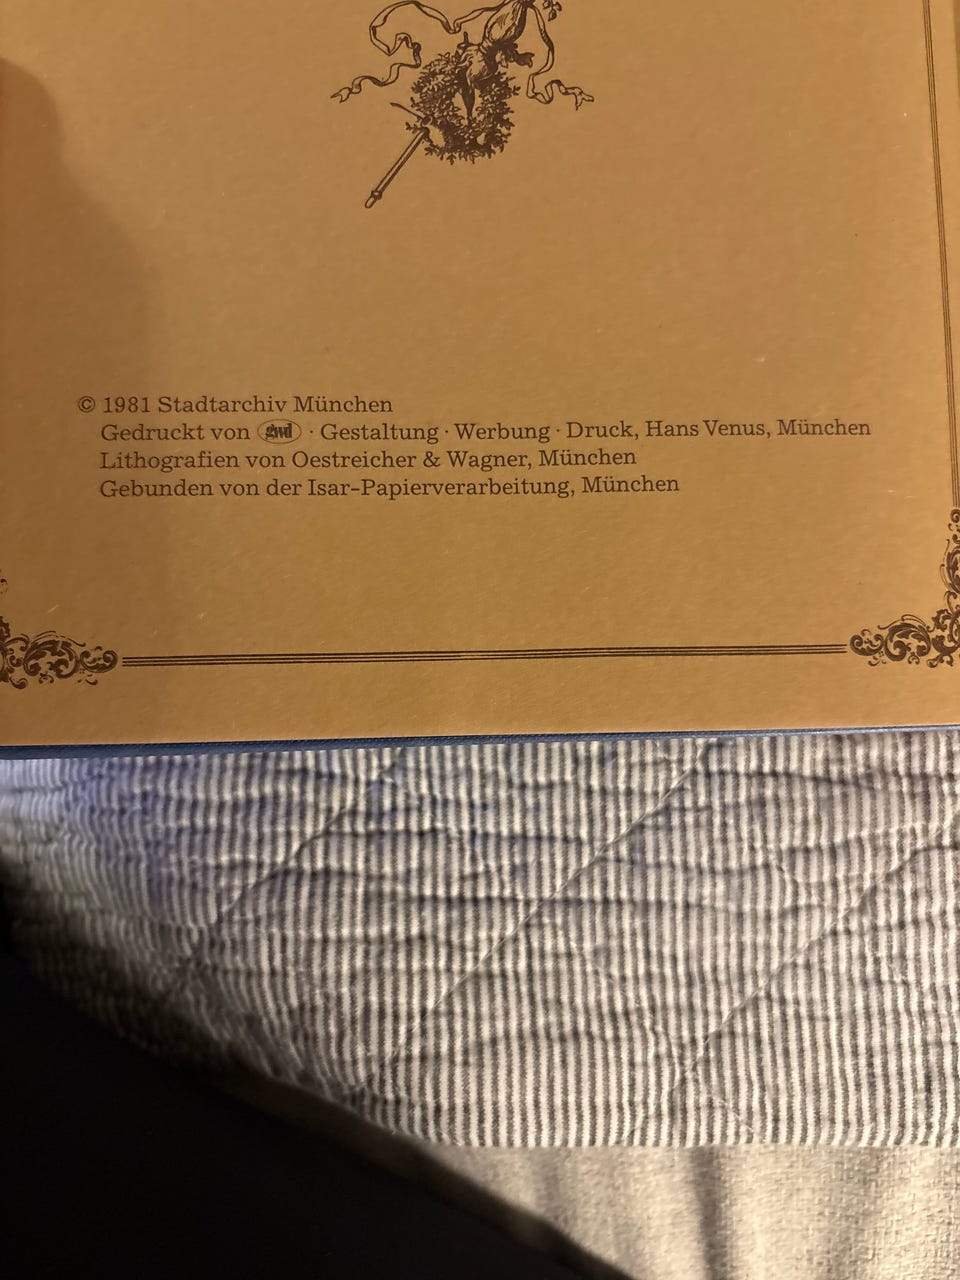 © 1981 Stadtarchiv München
Gedruckt von gwd · Gestaltung · Werbung · Druck, Hans Venus, München
Lithografien von Oestreicher & Wagner, München
Gebunden von der Isar-Papierverarbeitung, München